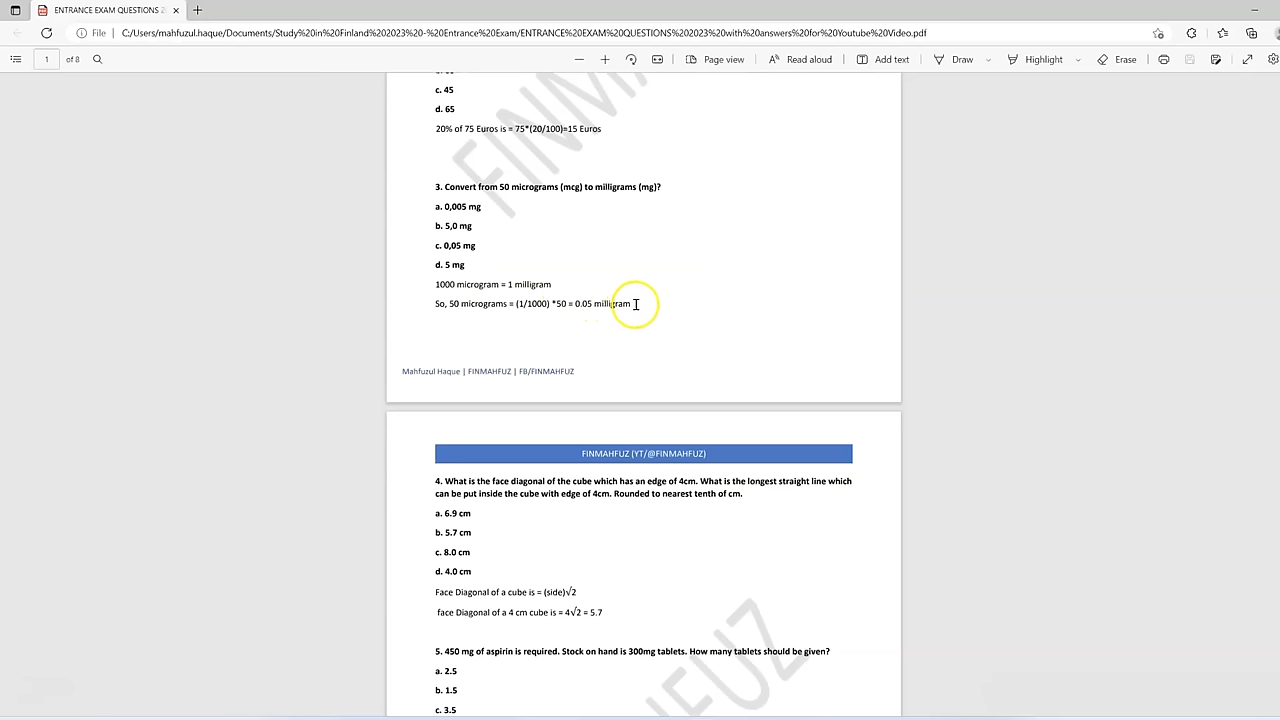 ENTRANCE EXAM QUESTIONS 2
File
C:/Users/mahfuzul.haque/Documents/Study%20in%20Finland%202023%20-%20Entrance%20Exam/ENTRANCE%20EXAM%20QUESTIONS%202023%20with%20answers%20for%20Youtube%20Video.pdf
1 of 8
Page view
Read aloud
Add text
Draw
Highlight
Erase
c. 45
d. 65
20% of 75 Euros is = 75*(20/100)=15 Euros
3. Convert from 50 micrograms (mcg) to milligrams (mg)?
a. 0,005 mg
b. 5,0 mg
c. 0,05 mg
d. 5 mg
1000 microgram = 1 milligram
So, 50 micrograms = (1/1000) *50 = 0.05 milligram
Mahfuzul Haque | FINMAHFUZ | FB/FINMAHFUZ
FINMAHFUZ (YT/@FINMAHFUZ)
4. What is the face diagonal of the cube which has an edge of 4cm. What is the longest straight line which
can be put inside the cube with edge of 4cm. Rounded to nearest tenth of cm.
a. 6.9 cm
b. 5.7 cm
c. 8.0 cm
d. 4.0 cm
Face Diagonal of a cube is = (side)√2
face Diagonal of a 4 cm cube is = 4√2 = 5.7
5. 450 mg of aspirin is required. Stock on hand is 300mg tablets. How many tablets should be given?
a. 2.5
b. 1.5
c. 3.5